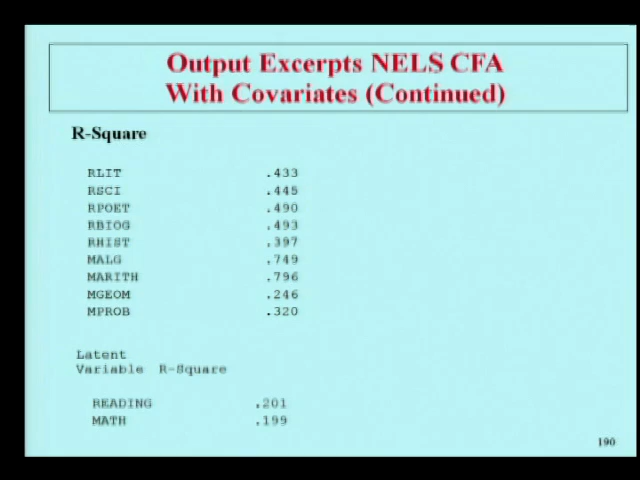 Output Excerpts NELS CFA
With Covariates (Continued)
R-Square
RLIT .433
RSCI .445
RPOET .490
RBIOG .493
RHIST .397
MALG .749
MARITH .796
MGEOM .246
MPROB .320
Latent
Variable R-Square
READING .201
MATH .199
190